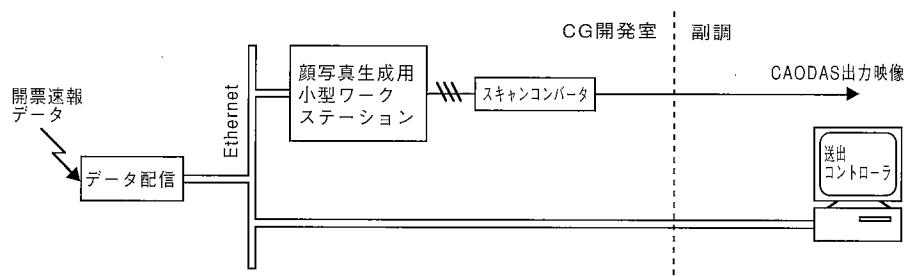 CG開発室
副調
CAODAS出力映像
顔写真生成用
小型ワーク
ステーション
スキャンコンバータ
開票速報
データ
Ethernet
データ配信
送出
コントローラ